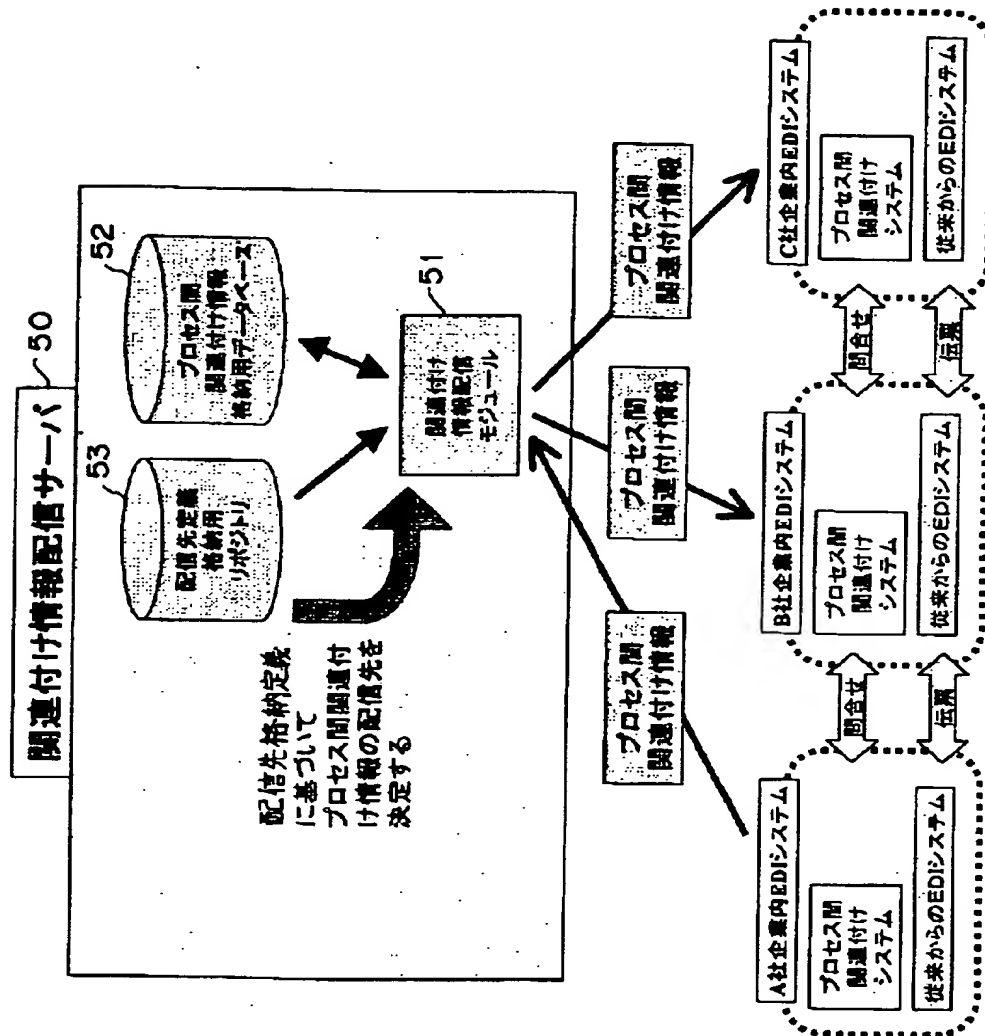 関連付け情報配信サーバ
50
53
配信先定義
格納用
リポジトリ
52
プロセス間
関連付け情報
格納用データベース
配信先格納定義
に基づいて
プロセス間関連付
け情報の配信先を
決定する
51
関連付け
情報配信
モジュール
プロセス間
関連付け情報
プロセス間
関連付け情報
プロセス間
関連付け情報
A社企業内EDIシステム
プロセス間
関連付け
システム
従来からのEDIシステム
問合せ
伝票
B社企業内EDIシステム
プロセス間
関連付け
システム
従来からのEDIシステム
問合せ
伝票
C社企業内EDIシステム
プロセス間
関連付け
システム
従来からのEDIシステム